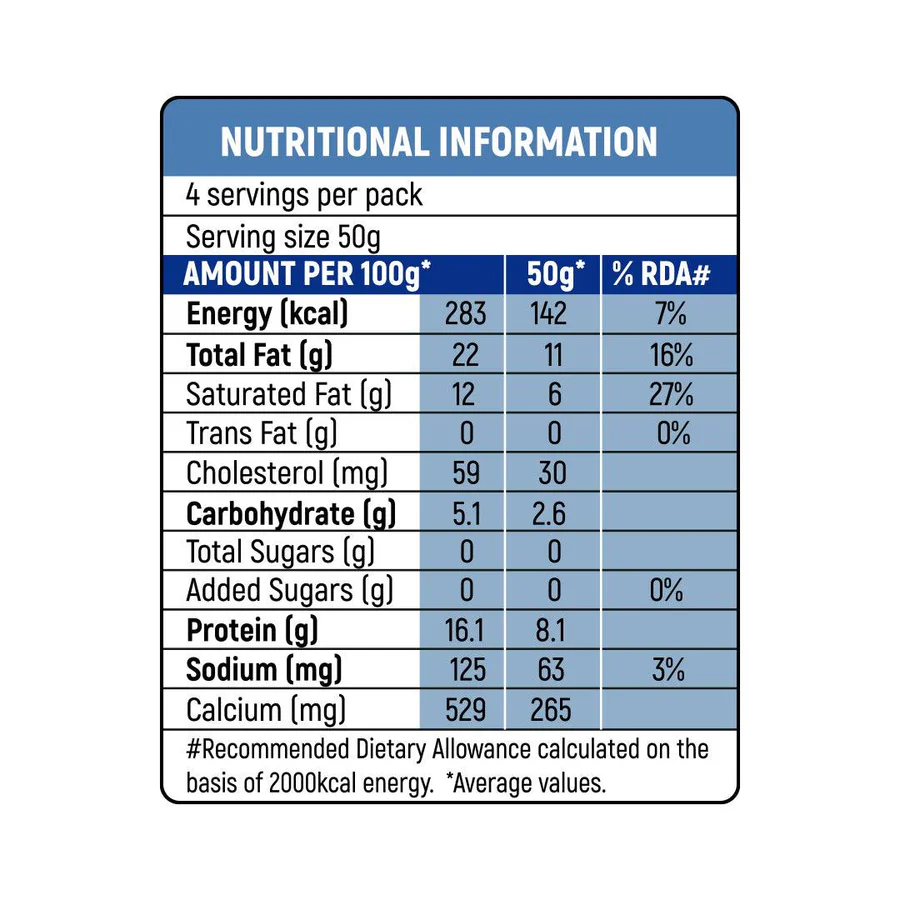 NUTRITIONAL INFORMATION
4 servings per pack
Serving size 50g
AMOUNT PER 100g* 50g* % RDA#
Energy (kcal) 283 142 7%
Total Fat (g) 22 11 16%
Saturated Fat (g) 12 6 27%
Trans Fat (g) 0 0 0%
Cholesterol (mg) 59 30
Carbohydrate (g) 5.1 2.6
Total Sugars (g) 0 0
Added Sugars (g) 0 0 0%
Protein (g) 16.1 8.1
Sodium (mg) 125 63 3%
Calcium (mg) 529 265
#Recommended Dietary Allowance calculated on the
basis of 2000kcal energy. *Average values.